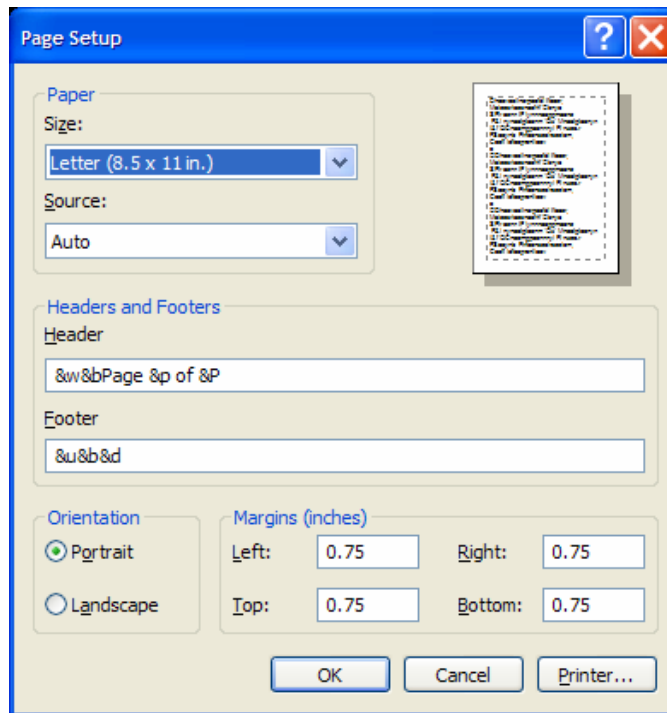 Page Setup
Paper
Size:
Letter (8.5 x 11 in.)
Source:
Auto
Headers and Footers
Header
&w&bPage &p of &P
Footer
&u&b&d
Orientation
Portrait
Landscape
Margins (inches)
Left: 0.75 Right: 0.75
Top: 0.75 Bottom: 0.75
OK Cancel Printer...